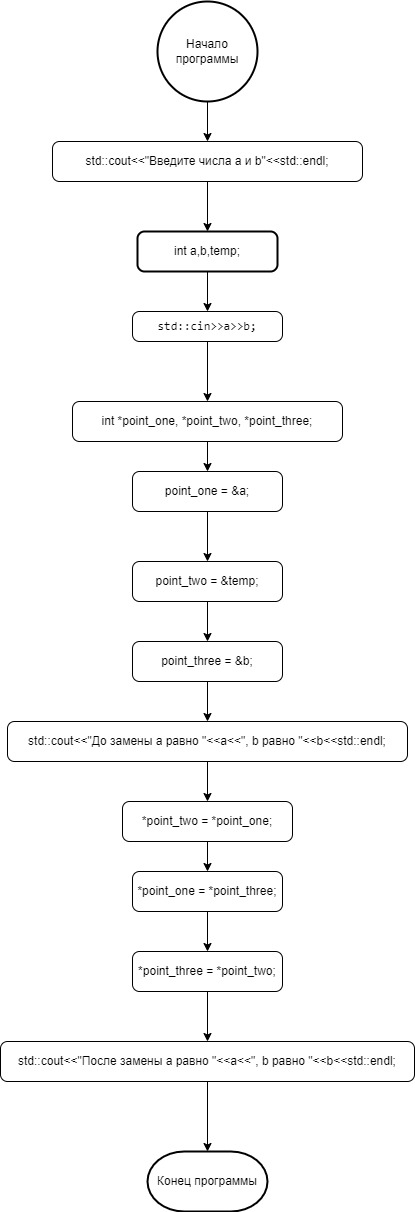 Начало
программы
std::cout<<"Введите числа a и b"<<std::endl;
int a,b,temp;
std::cin>>a>>b;
int *point_one, *point_two, *point_three;
point_one = &a;
point_two = &temp;
point_three = &b;
std::cout<<"До замены a равно "<<a<<", b равно "<<b<<std::endl;
*point_two = *point_one;
*point_one = *point_three;
*point_three = *point_two;
std::cout<<"После замены a равно "<<a<<", b равно "<<b<<std::endl;
Конец программы